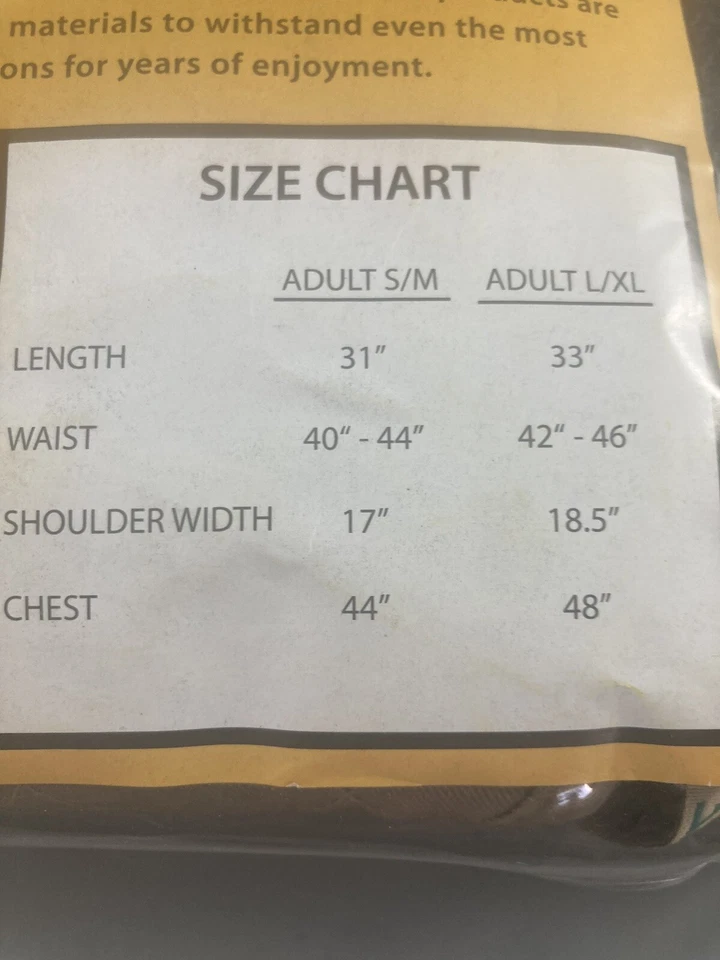 are
materials to withstand even the most
ons for years of enjoyment.
SIZE CHART
ADULT S/M ADULT L/XL
LENGTH 31″ 33″
WAIST 40“ - 44″ 42“ - 46″
SHOULDER WIDTH 17″ 18.5″
CHEST 44″ 48″